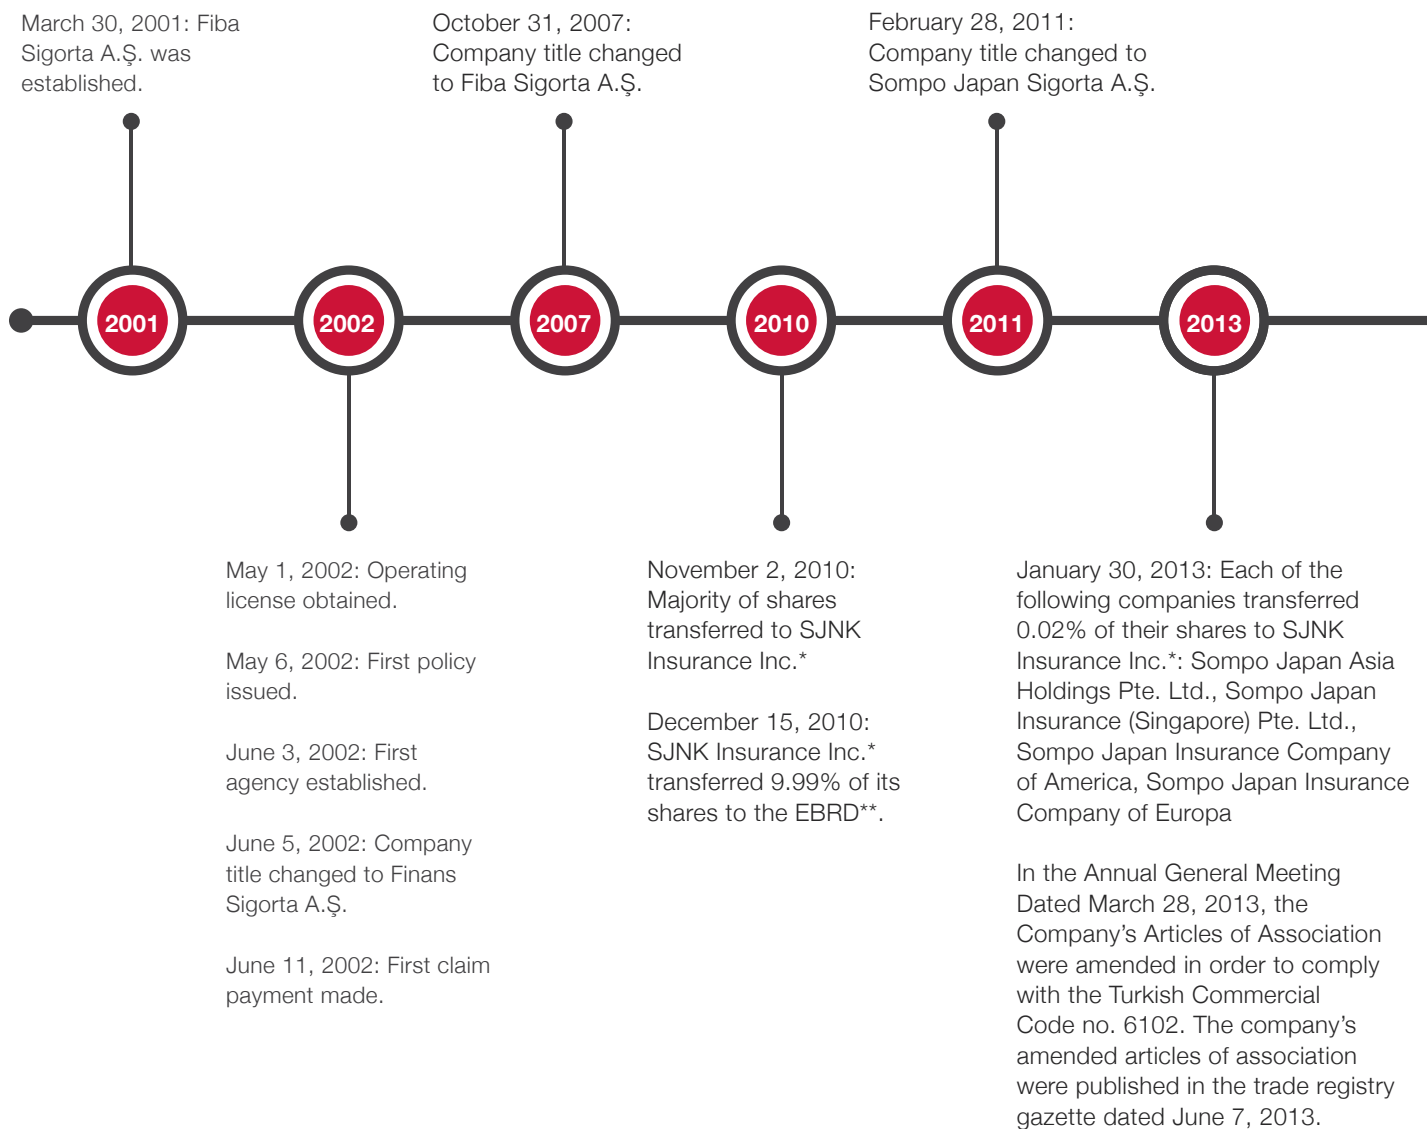 March 30, 2001: Fiba
Sigorta A.Ş. was
established.
October 31, 2007:
Company title changed
to Fiba Sigorta A.Ş.
February 28, 2011:
Company title changed to
Sompo Japan Sigorta A.Ş.
2001
2002
2007
2010
2011
2013
May 1, 2002: Operating
license obtained.
May 6, 2002: First policy
issued.
June 3, 2002: First
agency established.
June 5, 2002: Company
title changed to Finans
Sigorta A.Ş.
June 11, 2002: First claim
payment made.
November 2, 2010:
Majority of shares
transferred to SJNK
Insurance Inc.*
December 15, 2010:
SJNK Insurance Inc.*
transferred 9.99% of its
shares to the EBRD**.
January 30, 2013: Each of the
following companies transferred
0.02% of their shares to SJNK
Insurance Inc.*: Sompo Japan Asia
Holdings Pte. Ltd., Sompo Japan
Insurance (Singapore) Pte. Ltd.,
Sompo Japan Insurance Company
of America, Sompo Japan Insurance
Company of Europa
In the Annual General Meeting
Dated March 28, 2013, the
Company’s Articles of Association
were amended in order to comply
with the Turkish Commercial
Code no. 6102. The company’s
amended articles of association
were published in the trade registry
gazette dated June 7, 2013.